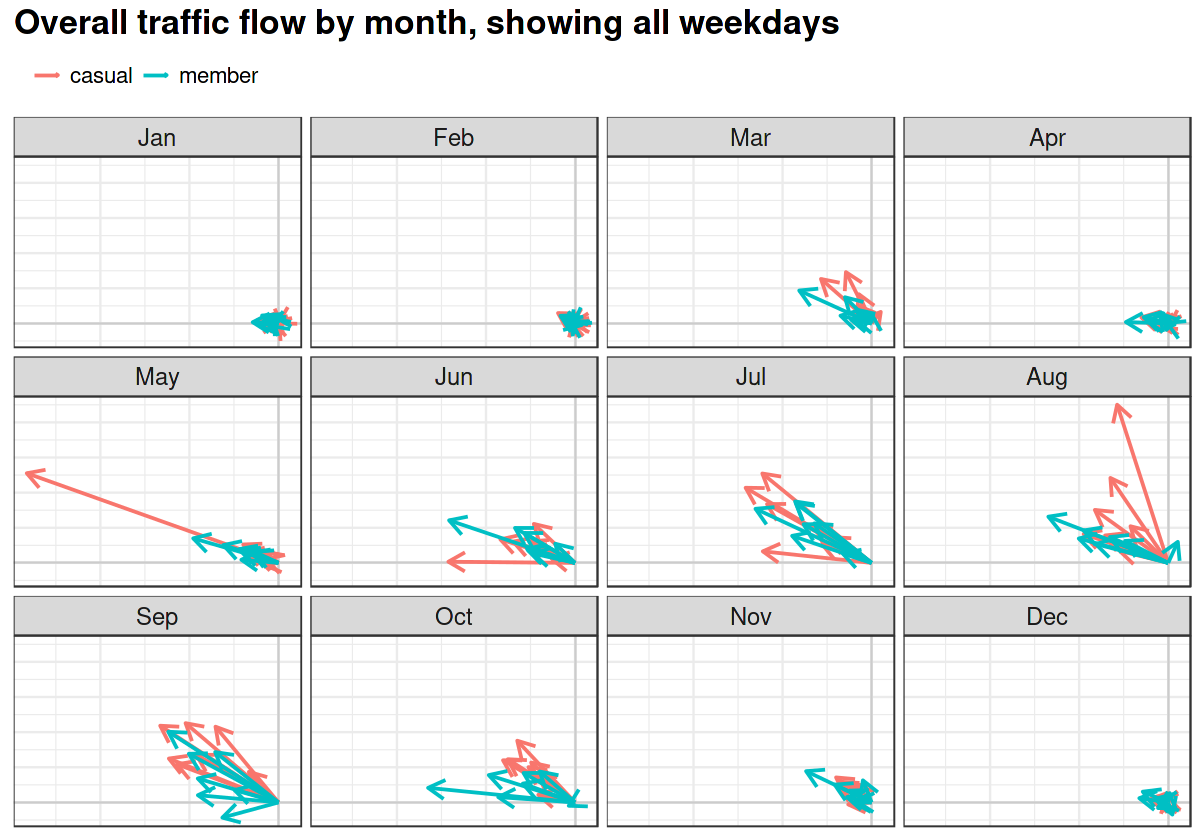 Overall traffic flow by month, showing all weekdays
casual member
Jan Feb Mar Apr
May Jun Jul Aug
Sep Oct Nov Dec